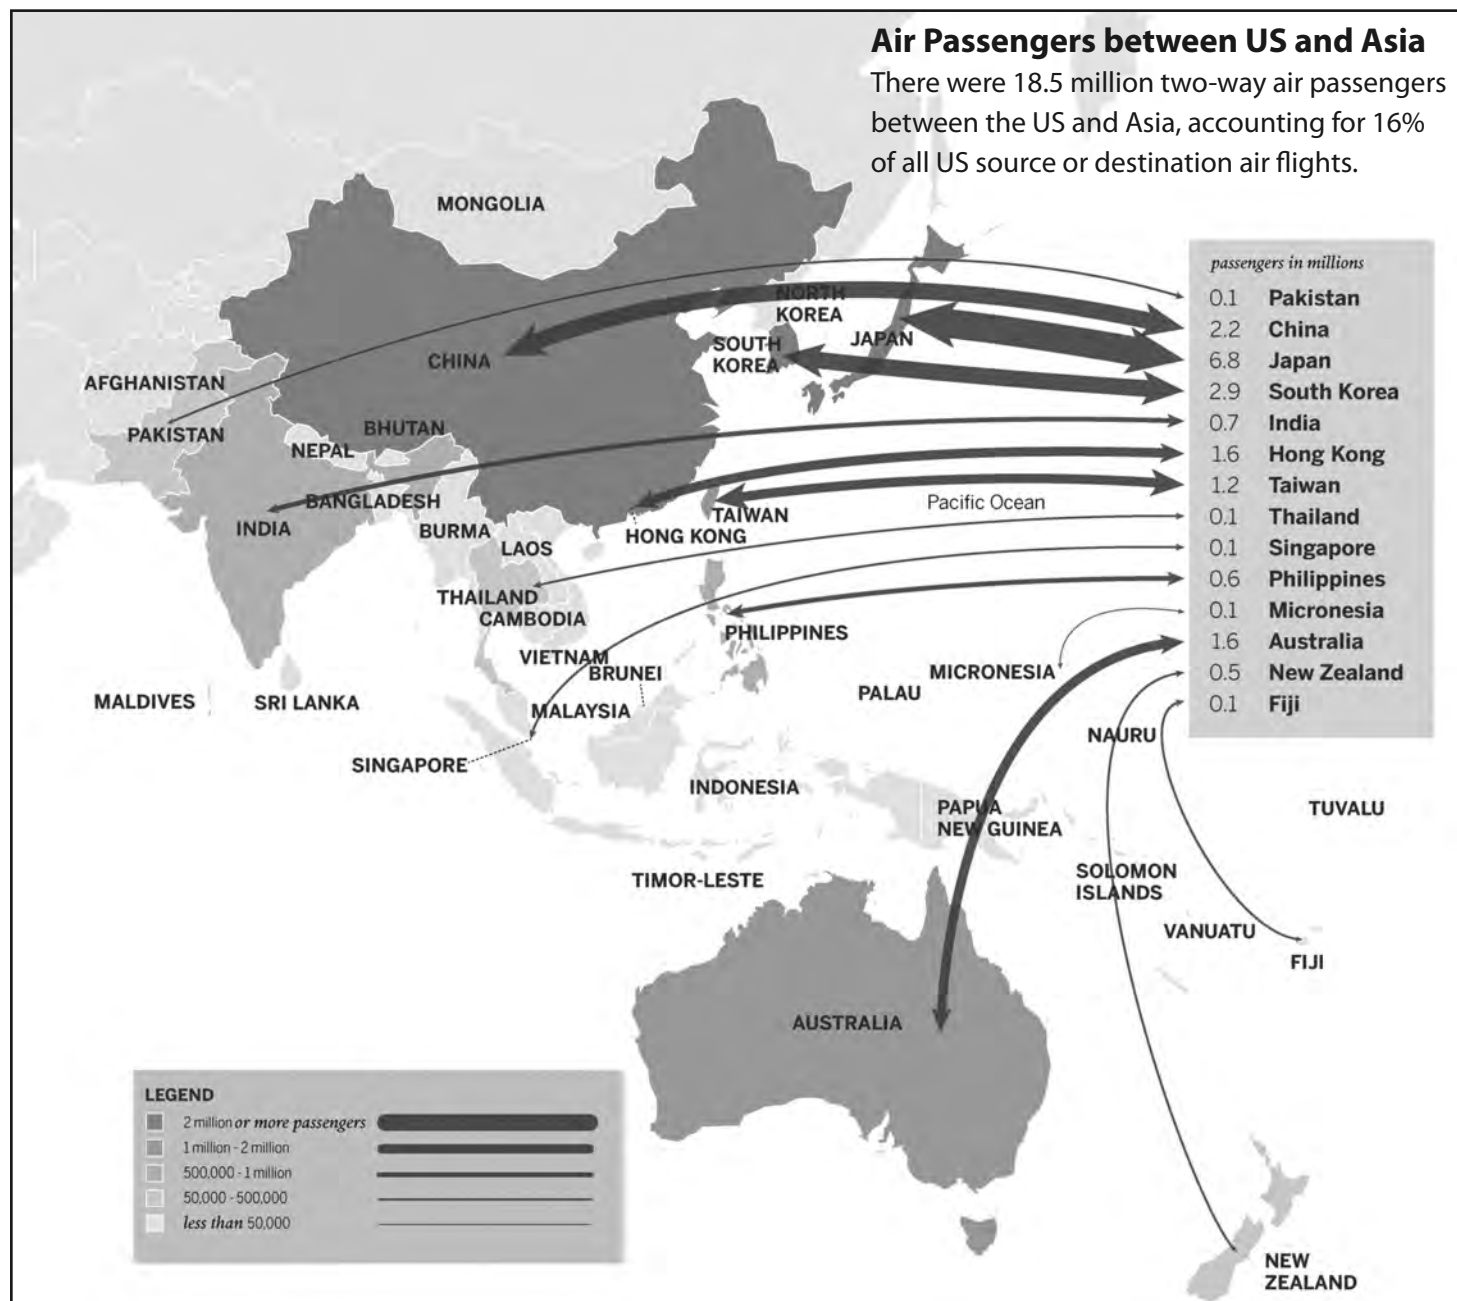 Air Passengers between US and Asia
There were 18.5 million two-way air passengers
between the US and Asia, accounting for 16%
of all US source or destination air flights.
MONGOLIA
passengers in millions
0.1 Pakistan
2.2 China
6.8 Japan
2.9 South Korea
0.7 India
1.6 Hong Kong
1.2 Taiwan
0.1 Thailand
0.1 Singapore
0.6 Philippines
0.1 Micronesia
1.6 Australia
0.5 New Zealand
0.1 Fiji
NORTH
KOREA
JAPAN
SOUTH
KOREA
CHINA
AFGHANISTAN
PAKISTAN
BHUTAN
NEPAL
BANGLADESH
INDIA
BURMA
LAOS
HONG KONG
TAIWAN
Pacific Ocean
THAILAND
CAMBODIA
VIETNAM
PHILIPPINES
BRUNEI
MALAYSIA
MICRONESIA
PALAU
MALDIVES
SRI LANKA
SINGAPORE
NAURU
INDONESIA
PAPUA
NEW GUINEA
TUVALU
TIMOR-LESTE
SOLOMON
ISLANDS
VANUATU
FIJI
AUSTRALIA
LEGEND
2 million or more passengers
1 million - 2 million
500,000 - 1 million
50,000 - 500,000
less than 50,000
NEW
ZEALAND